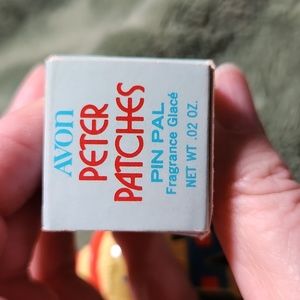 AVON
PETER
PATCHES
PIN PAL
Fragrance Glacé
NET WT .02 OZ.